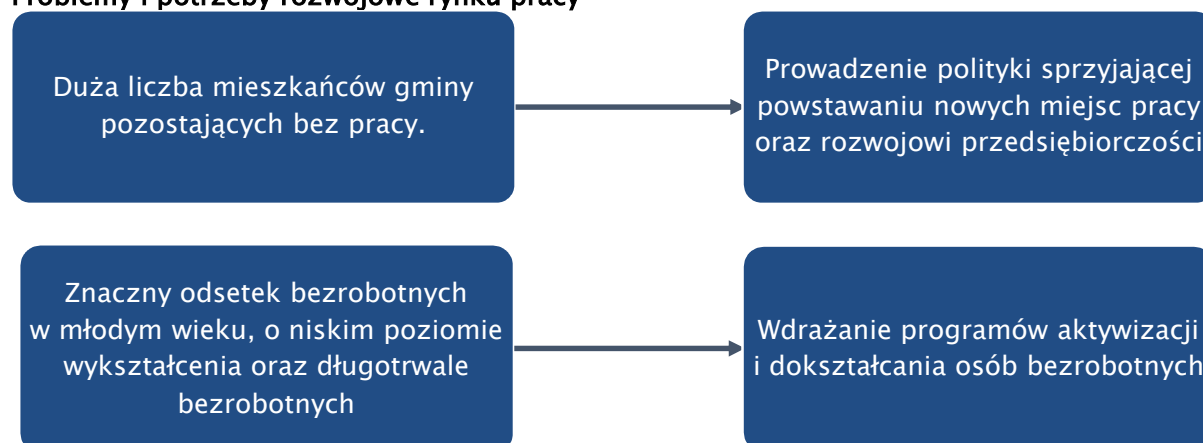 Problemy i potrzeby rozwojowe rynku pracy
Duża liczba mieszkańców gminy
pozostających bez pracy.
Prowadzenie polityki sprzyjającej
powstawaniu nowych miejsc pracy
oraz rozwojowi przedsiębiorczości
Znaczny odsetek bezrobotnych
w młodym wieku, o niskim poziomie
wykształcenia oraz długotrwale
bezrobotnych
Wdrażanie programów aktywizacji
i dokształcania osób bezrobotnych